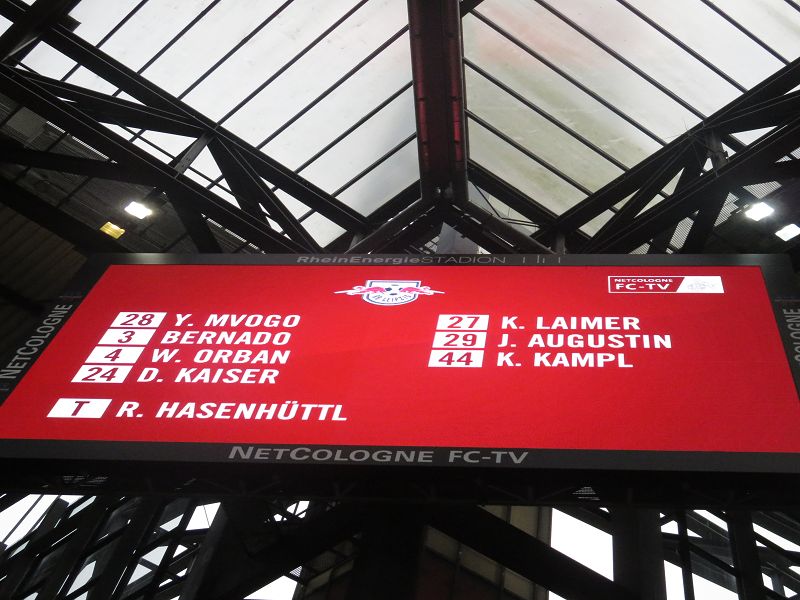 RheinEnergieSTADION
NETCOLOGNE
FC-TV
NETCOLOGNE
28 Y. MVOGO
3 BERNADO
4 W. ORBAN
24 D. KAISER
T R. HASENHÜTTL
27 K. LAIMER
29 J. AUGUSTIN
44 K. KAMPL
NETCOLOGNE FC-TV